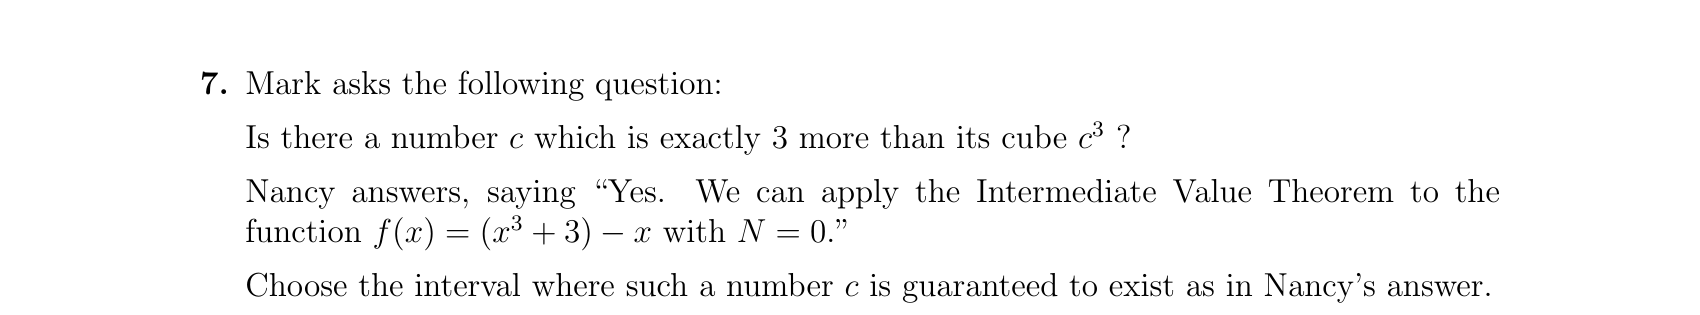 7. Mark asks the following question:
Is there a number c which is exactly 3 more than its cube c³ ?
Nancy answers, saying “Yes. We can apply the Intermediate Value Theorem to the
function f(x) = (x³ + 3) − x with N = 0.”
Choose the interval where such a number c is guaranteed to exist as in Nancy’s answer.